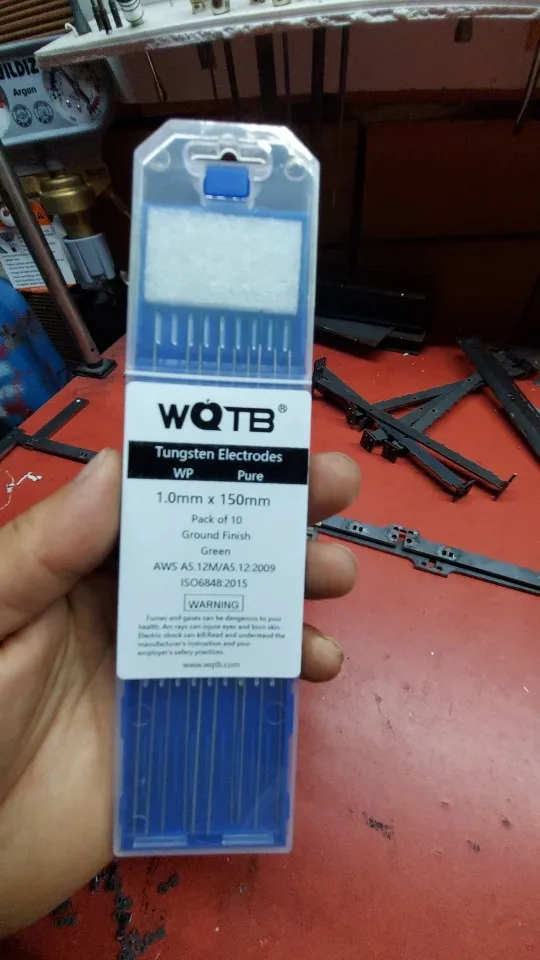 YILDIZ
Argon
WQTB®
Tungsten Electrodes
WP Pure
1.0mm x 150mm
Pack of 10
Ground Finish
Green
AWS A5.12M/A5.12:2009
ISO6848:2015
WARNING
Fumes and gases can be dangerous to your
health. Arc rays can injure eyes and burn skin.
Electric shock can kill.Read and understand the
manufacturer's instruction and your
employer's safety practices.
www.wqtb.com